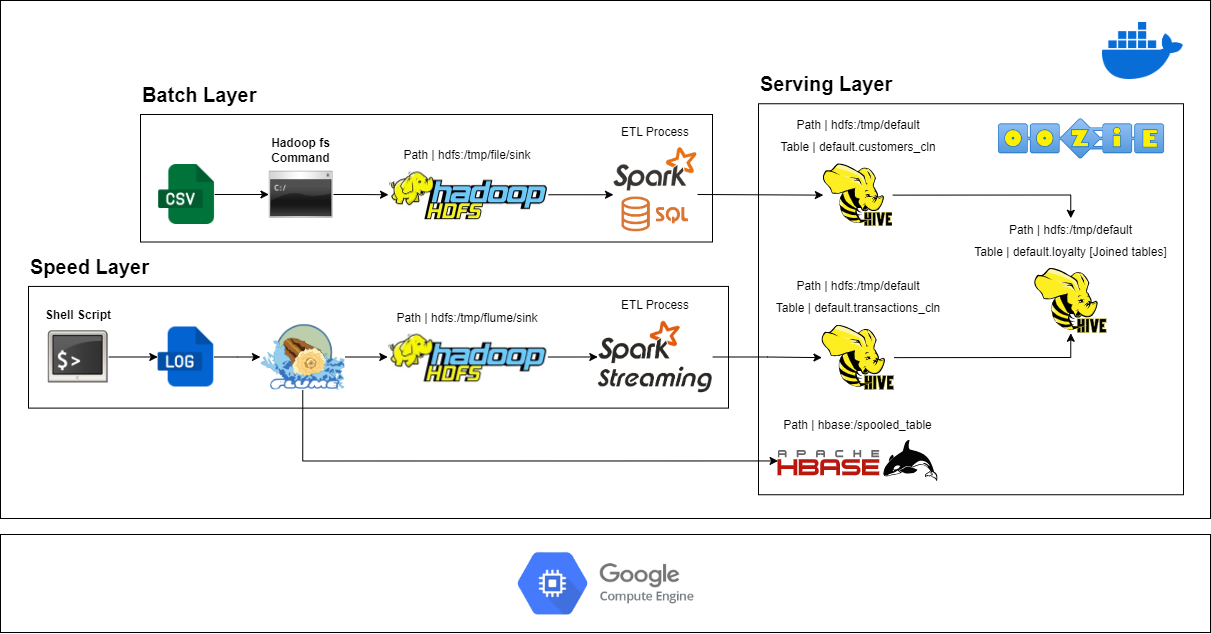 Batch Layer
Serving Layer
Path | hdfs:/tmp/default
Table | default.customers_cln
OOZiE
Hadoop fs
Command
Path | hdfs:/tmp/file/sink
ETL Process
CSV
C:/
hadoop
HDFS
Spark
SQL
HIVE
Path | hdfs:/tmp/default
Table | default.loyalty [Joined tables]
HIVE
Speed Layer
Shell Script
Path | hdfs:/tmp/flume/sink
ETL Process
$>
LOG
FLUME
hadoop
HDFS
Spark
Streaming
Path | hdfs:/tmp/default
Table | default.transactions_cln
HIVE
Path | hbase:/spooled_table
APACHE
HBASE
Google
Compute Engine